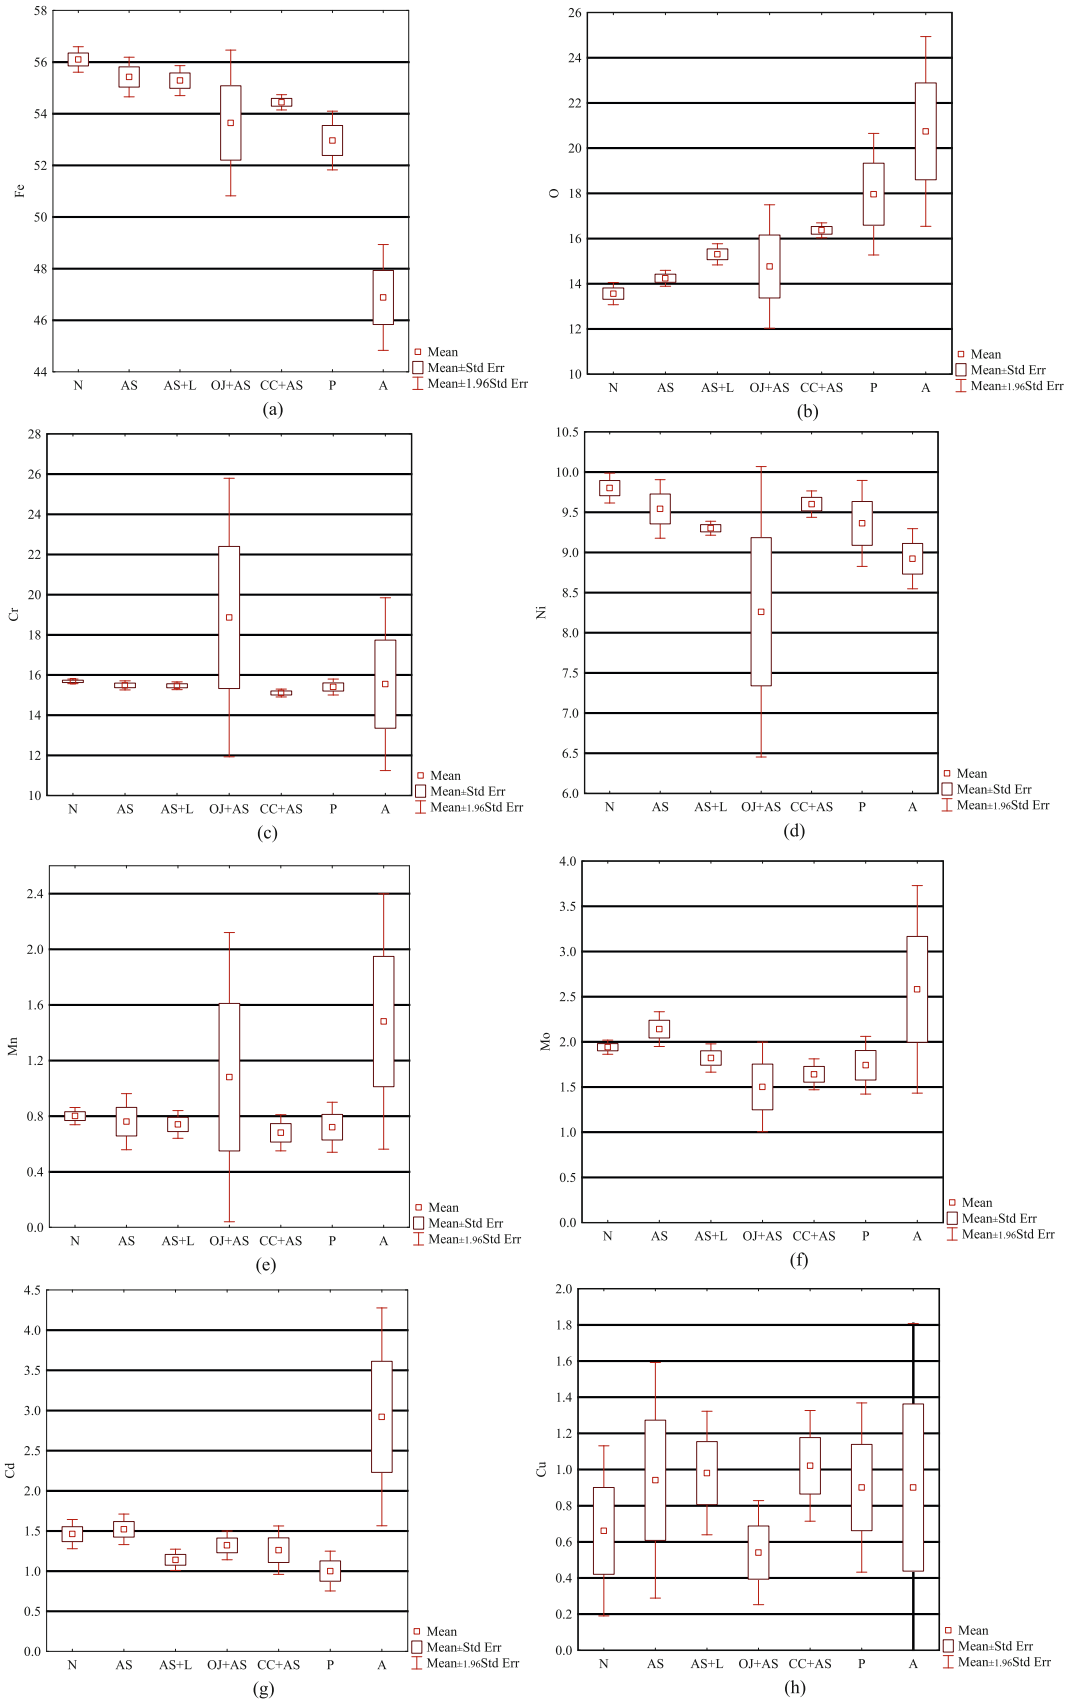 58
56
54
52
50
48
46
44
Fe
N AS AS+L OJ+AS CC+AS P A
Mean
Mean±Std Err
Mean±1.96Std Err
(a)
26
24
22
20
18
16
14
12
10
O
N AS AS+L OJ+AS CC+AS P A
Mean
Mean±Std Err
Mean±1.96Std Err
(b)
28
26
24
22
20
18
16
14
12
10
Cr
N AS AS+L OJ+AS CC+AS P A
Mean
Mean±Std Err
Mean±1.96Std Err
(c)
10.5
10.0
9.5
9.0
8.5
8.0
7.5
7.0
6.5
6.0
Ni
N AS AS+L OJ+AS CC+AS P A
Mean
Mean±Std Err
Mean±1.96Std Err
(d)
2.4
2.0
1.6
1.2
0.8
0.4
0.0
Mn
N AS AS+L OJ+AS CC+AS P A
Mean
Mean±Std Err
Mean±1.96Std Err
(e)
4.0
3.5
3.0
2.5
2.0
1.5
1.0
0.5
0.0
Mo
N AS AS+L OJ+AS CC+AS P A
Mean
Mean±Std Err
Mean±1.96Std Err
(f)
4.5
4.0
3.5
3.0
2.5
2.0
1.5
1.0
0.5
0.0
Cd
N AS AS+L OJ+AS CC+AS P A
Mean
Mean±Std Err
Mean±1.96Std Err
(g)
2.0
1.8
1.6
1.4
1.2
1.0
0.8
0.6
0.4
0.2
0.0
Cu
N AS AS+L OJ+AS CC+AS P A
Mean
Mean±Std Err
Mean±1.96Std Err
(h)